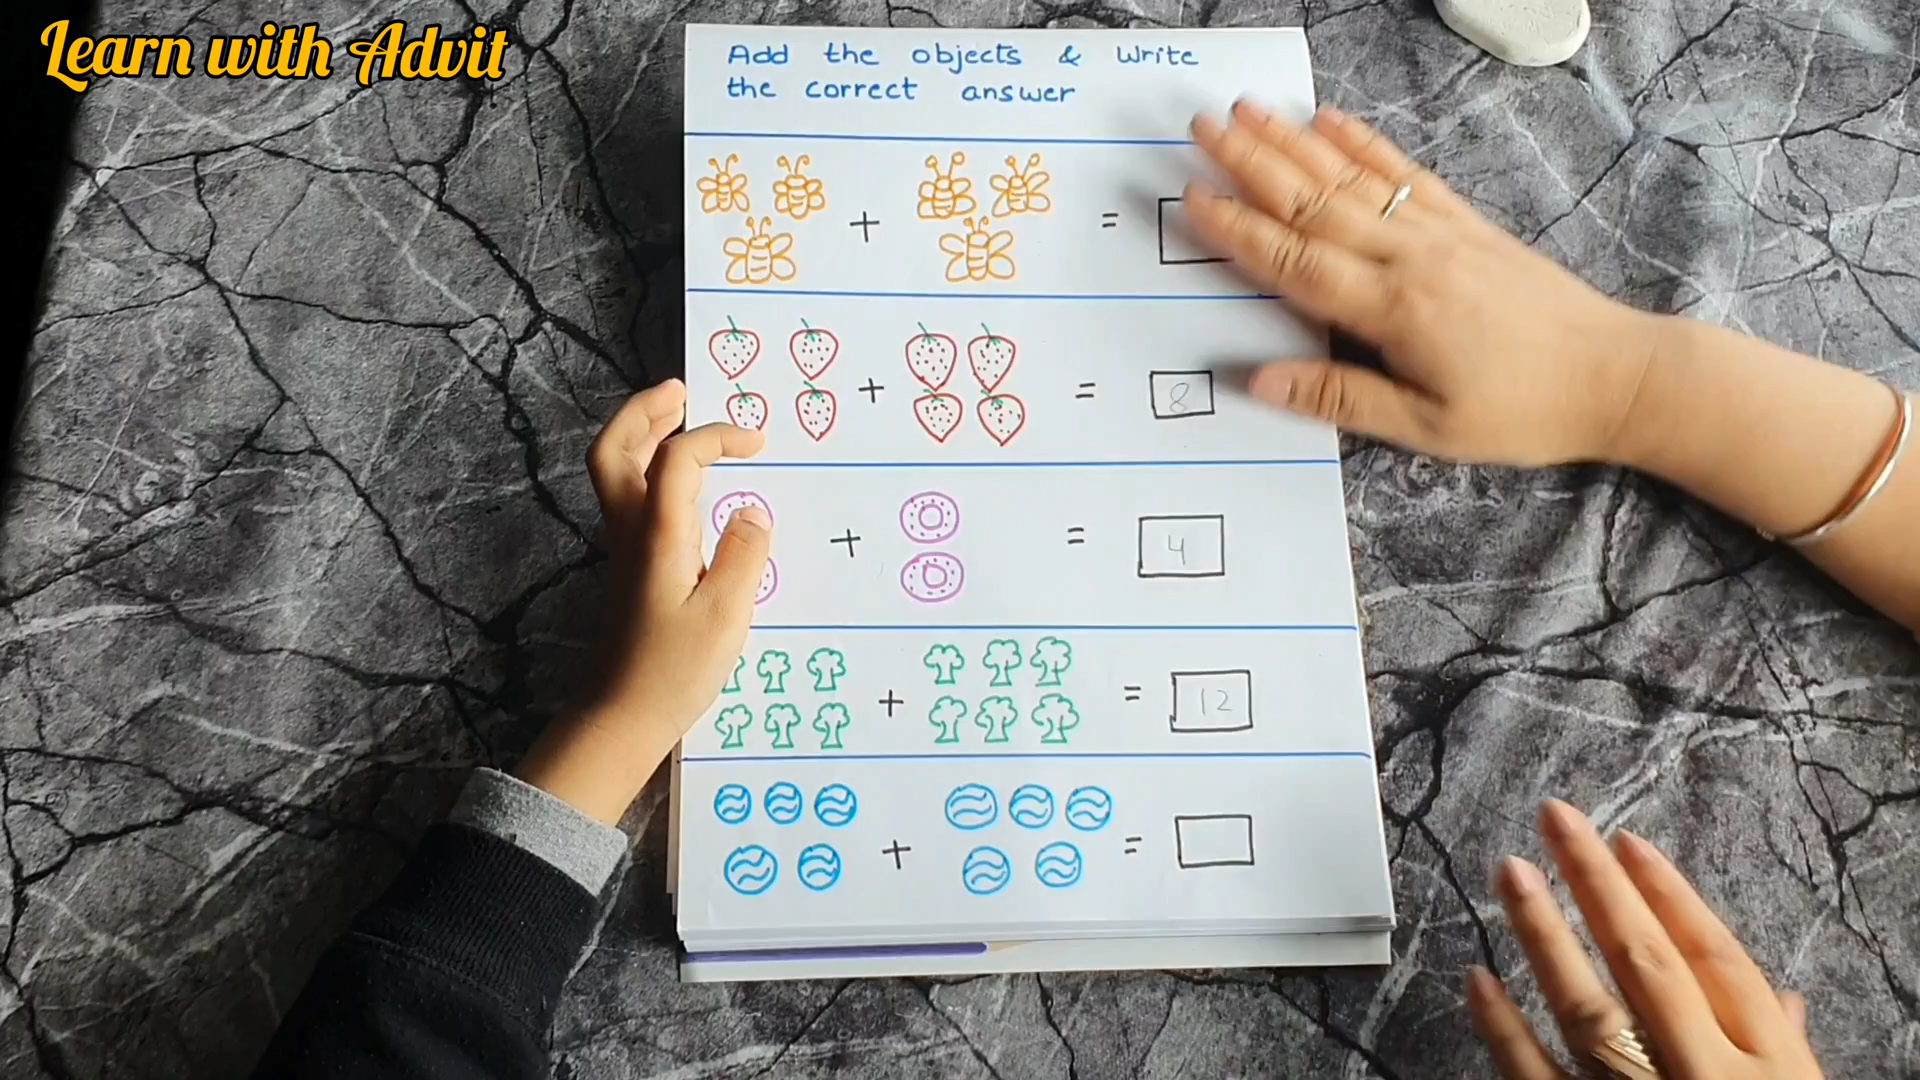 Learn with Advit
Add the objects & write
the correct answer
+ =
+ = 8
+ = 4
+ = 12
+ =